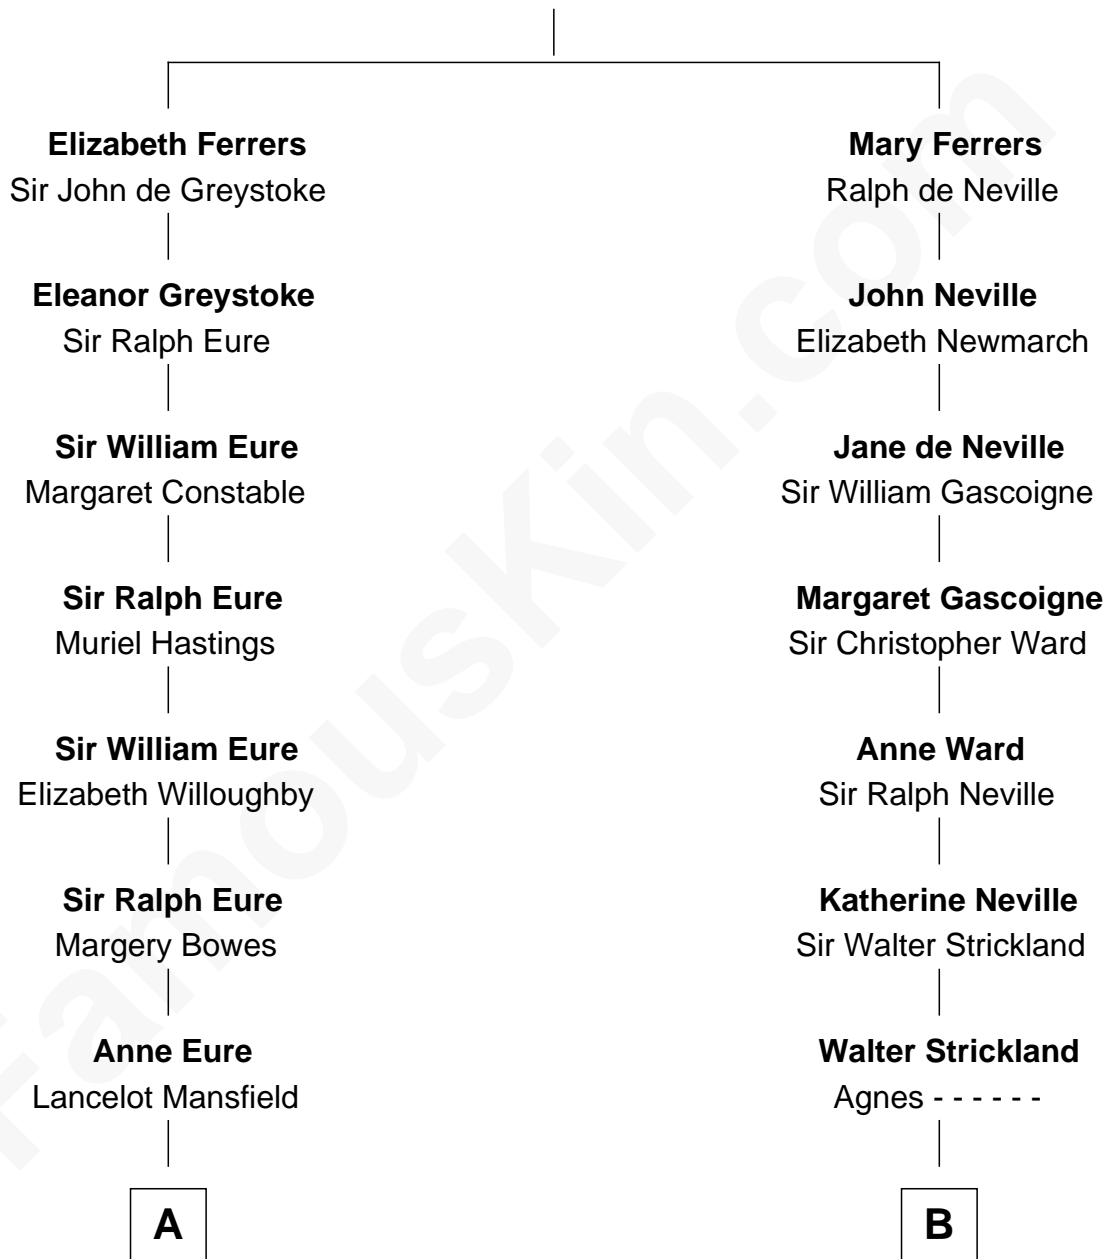 Elizabeth Ferrers
Sir John de Greystoke
Eleanor Greystoke
Sir Ralph Eure
Sir William Eure
Margaret Constable
Sir Ralph Eure
Muriel Hastings
Sir William Eure
Elizabeth Willoughby
Sir Ralph Eure
Margery Bowes
Anne Eure
Lancelot Mansfield
A
Mary Ferrers
Ralph de Neville
John Neville
Elizabeth Newmarch
Jane de Neville
Sir William Gascoigne
Margaret Gascoigne
Sir Christopher Ward
Anne Ward
Sir Ralph Neville
Katherine Neville
Sir Walter Strickland
Walter Strickland
Agnes - - - - - -
B
FamousKin.com